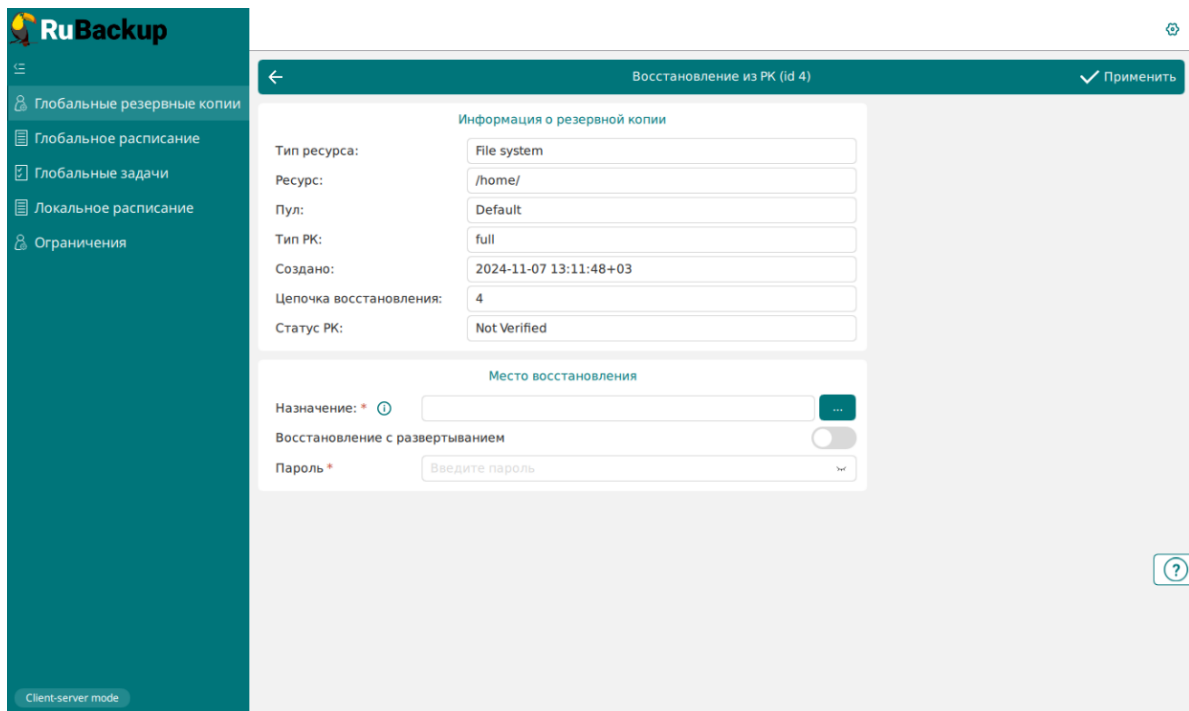 RuBackup
Глобальные резервные копии
Глобальное расписание
Глобальные задачи
Локальное расписание
Ограничения
Client-server mode
Восстановление из РК (id 4)
Применить
Информация о резервной копии
Тип ресурса: File system
Ресурс: /home/
Пул: Default
Тип РК: full
Создано: 2024-11-07 13:11:48+03
Цепочка восстановления: 4
Статус РК: Not Verified
Место восстановления
Назначение: * ...
Восстановление с развертыванием
Пароль * Введите пароль
?